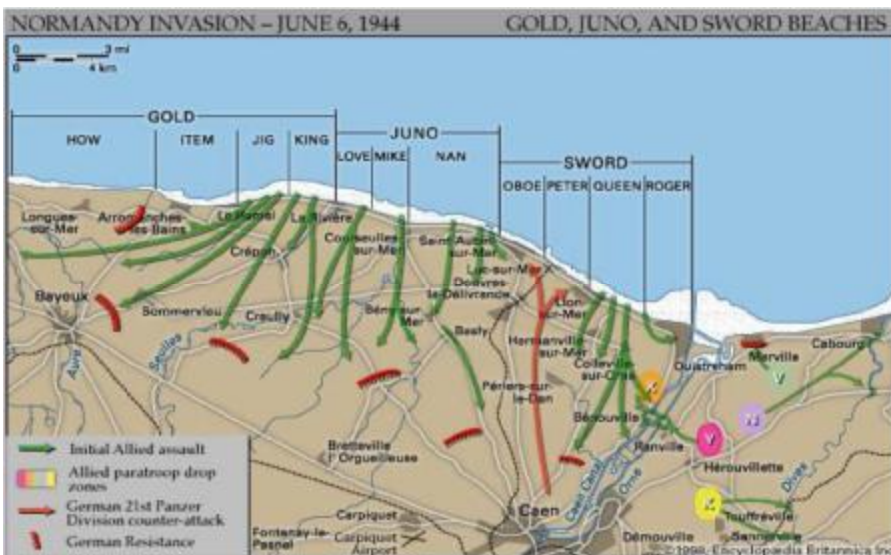 NORMANDY INVASION – JUNE 6, 1944
GOLD, JUNO, AND SWORD BEACHES
0 3 mi
0 4 km
GOLD
HOW
ITEM
JIG
KING
JUNO
LOVE
MIKE
NAN
SWORD
OBOE
PETER
QUEEN
ROGER
Longues-
sur-Mer
Arromanches-
les-Bains
Le Hamel
La Rivière
Crépon
Courseulles-
sur-Mer
Saint-Aubin-
sur-Mer
Luc-sur-Mer
Douvres-
la-Délivrande
Bayeux
Sommervieu
Creully
Bény-sur-
Mer
Basly
Lion-
sur-Mer
Hermanville-
sur-Mer
Colleville-
sur-Orne
Ouistreham
Merville
Cabourg
Aure
Seulles
Périers-sur-
le-Dan
Bénouville
Ranville
Hérouvillette
K
V
N
Y
K
Bretteville-
l'Orgueilleuse
Caen Canal
Orne
Dives
Caen
Carpiquet
Carpiquet
Airport
Fontenay-le-
Pesnel
Touffréville
Sannerville
Démouville
Initial Allied assault
Allied paratroop drop
zones
German 21st Panzer
Division counter-attack
German Resistance
Encyclopædia Britannica